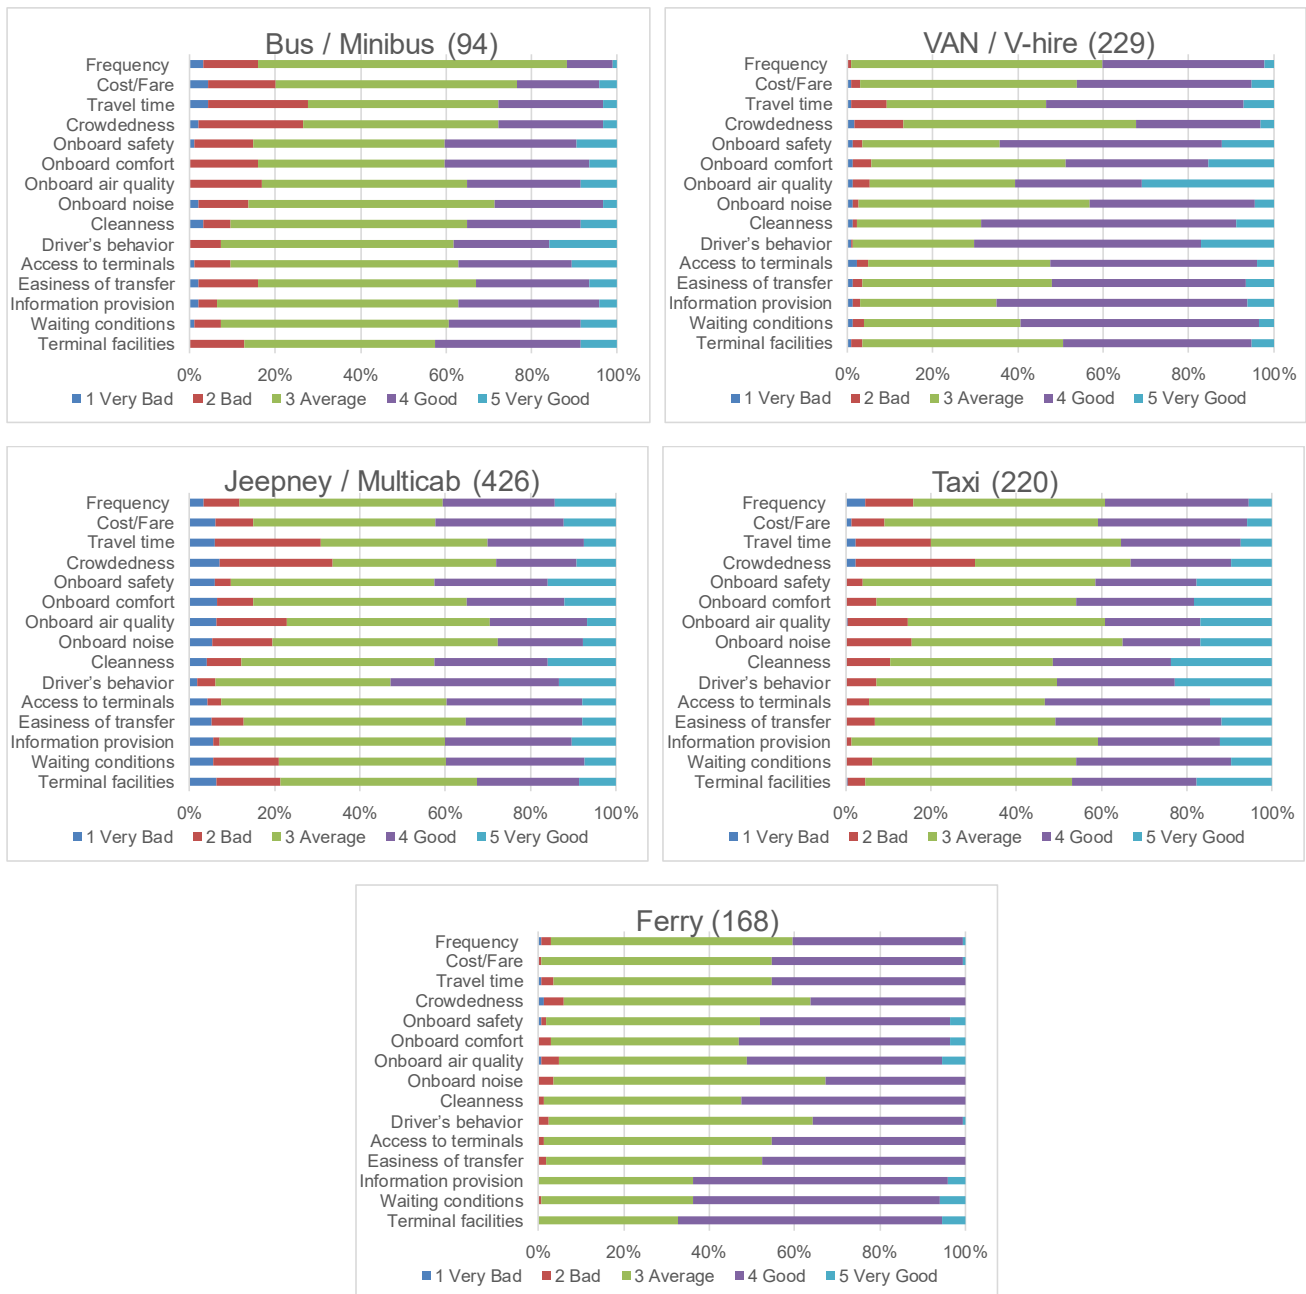 Bus / Minibus (94)
Frequency
Cost/Fare
Travel time
Crowdedness
Onboard safety
Onboard comfort
Onboard air quality
Onboard noise
Cleanness
Driver's behavior
Access to terminals
Easiness of transfer
Information provision
Waiting conditions
Terminal facilities
0% 20% 40% 60% 80% 100%
1 Very Bad 2 Bad 3 Average 4 Good 5 Very Good
VAN / V-hire (229)
Frequency
Cost/Fare
Travel time
Crowdedness
Onboard safety
Onboard comfort
Onboard air quality
Onboard noise
Cleanness
Driver's behavior
Access to terminals
Easiness of transfer
Information provision
Waiting conditions
Terminal facilities
0% 20% 40% 60% 80% 100%
1 Very Bad 2 Bad 3 Average 4 Good 5 Very Good
Jeepney / Multicab (426)
Frequency
Cost/Fare
Travel time
Crowdedness
Onboard safety
Onboard comfort
Onboard air quality
Onboard noise
Cleanness
Driver's behavior
Access to terminals
Easiness of transfer
Information provision
Waiting conditions
Terminal facilities
0% 20% 40% 60% 80% 100%
1 Very Bad 2 Bad 3 Average 4 Good 5 Very Good
Taxi (220)
Frequency
Cost/Fare
Travel time
Crowdedness
Onboard safety
Onboard comfort
Onboard air quality
Onboard noise
Cleanness
Driver's behavior
Access to terminals
Easiness of transfer
Information provision
Waiting conditions
Terminal facilities
0% 20% 40% 60% 80% 100%
1 Very Bad 2 Bad 3 Average 4 Good 5 Very Good
Ferry (168)
Frequency
Cost/Fare
Travel time
Crowdedness
Onboard safety
Onboard comfort
Onboard air quality
Onboard noise
Cleanness
Driver's behavior
Access to terminals
Easiness of transfer
Information provision
Waiting conditions
Terminal facilities
0% 20% 40% 60% 80% 100%
1 Very Bad 2 Bad 3 Average 4 Good 5 Very Good